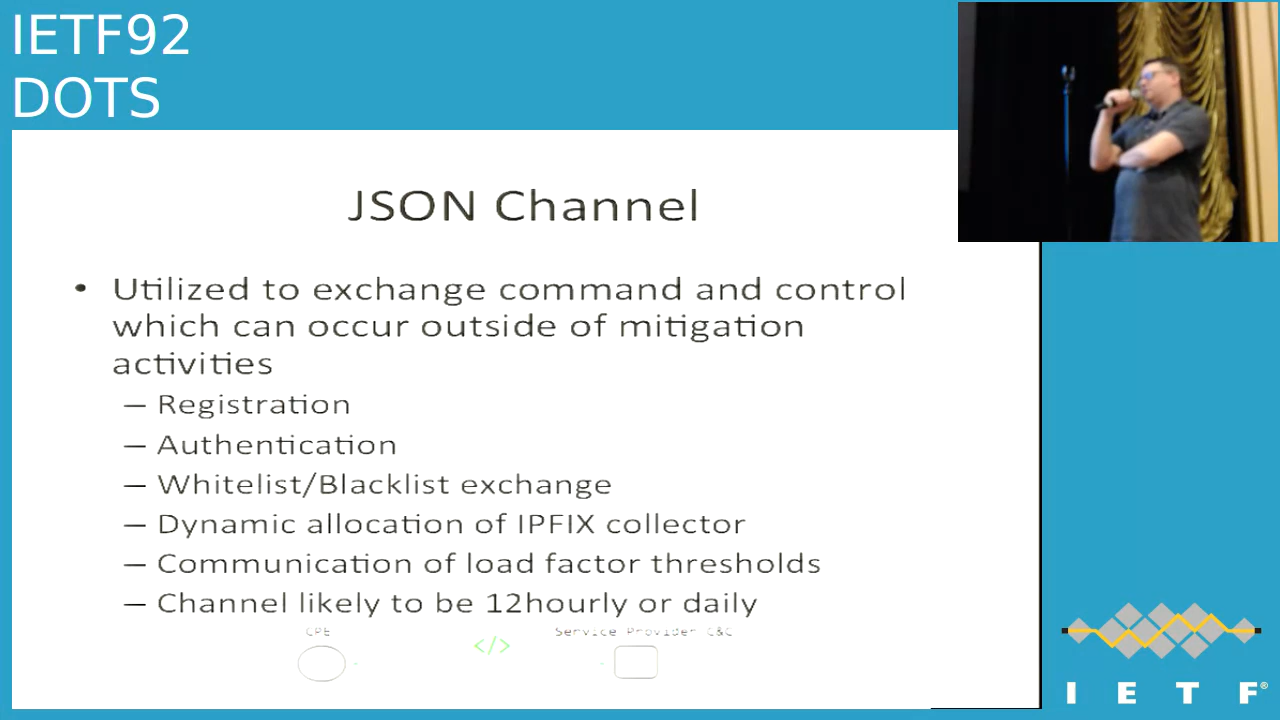 IETF92
DOTS
JSON Channel
• Utilized to exchange command and control
which can occur outside of mitigation
activities
– Registration
– Authentication
– Whitelist/Blacklist exchange
– Dynamic allocation of IPFIX collector
– Communication of load factor thresholds
– Channel likely to be 12hourly or daily
CPE
</>
Service Provider C&C
I E T F®